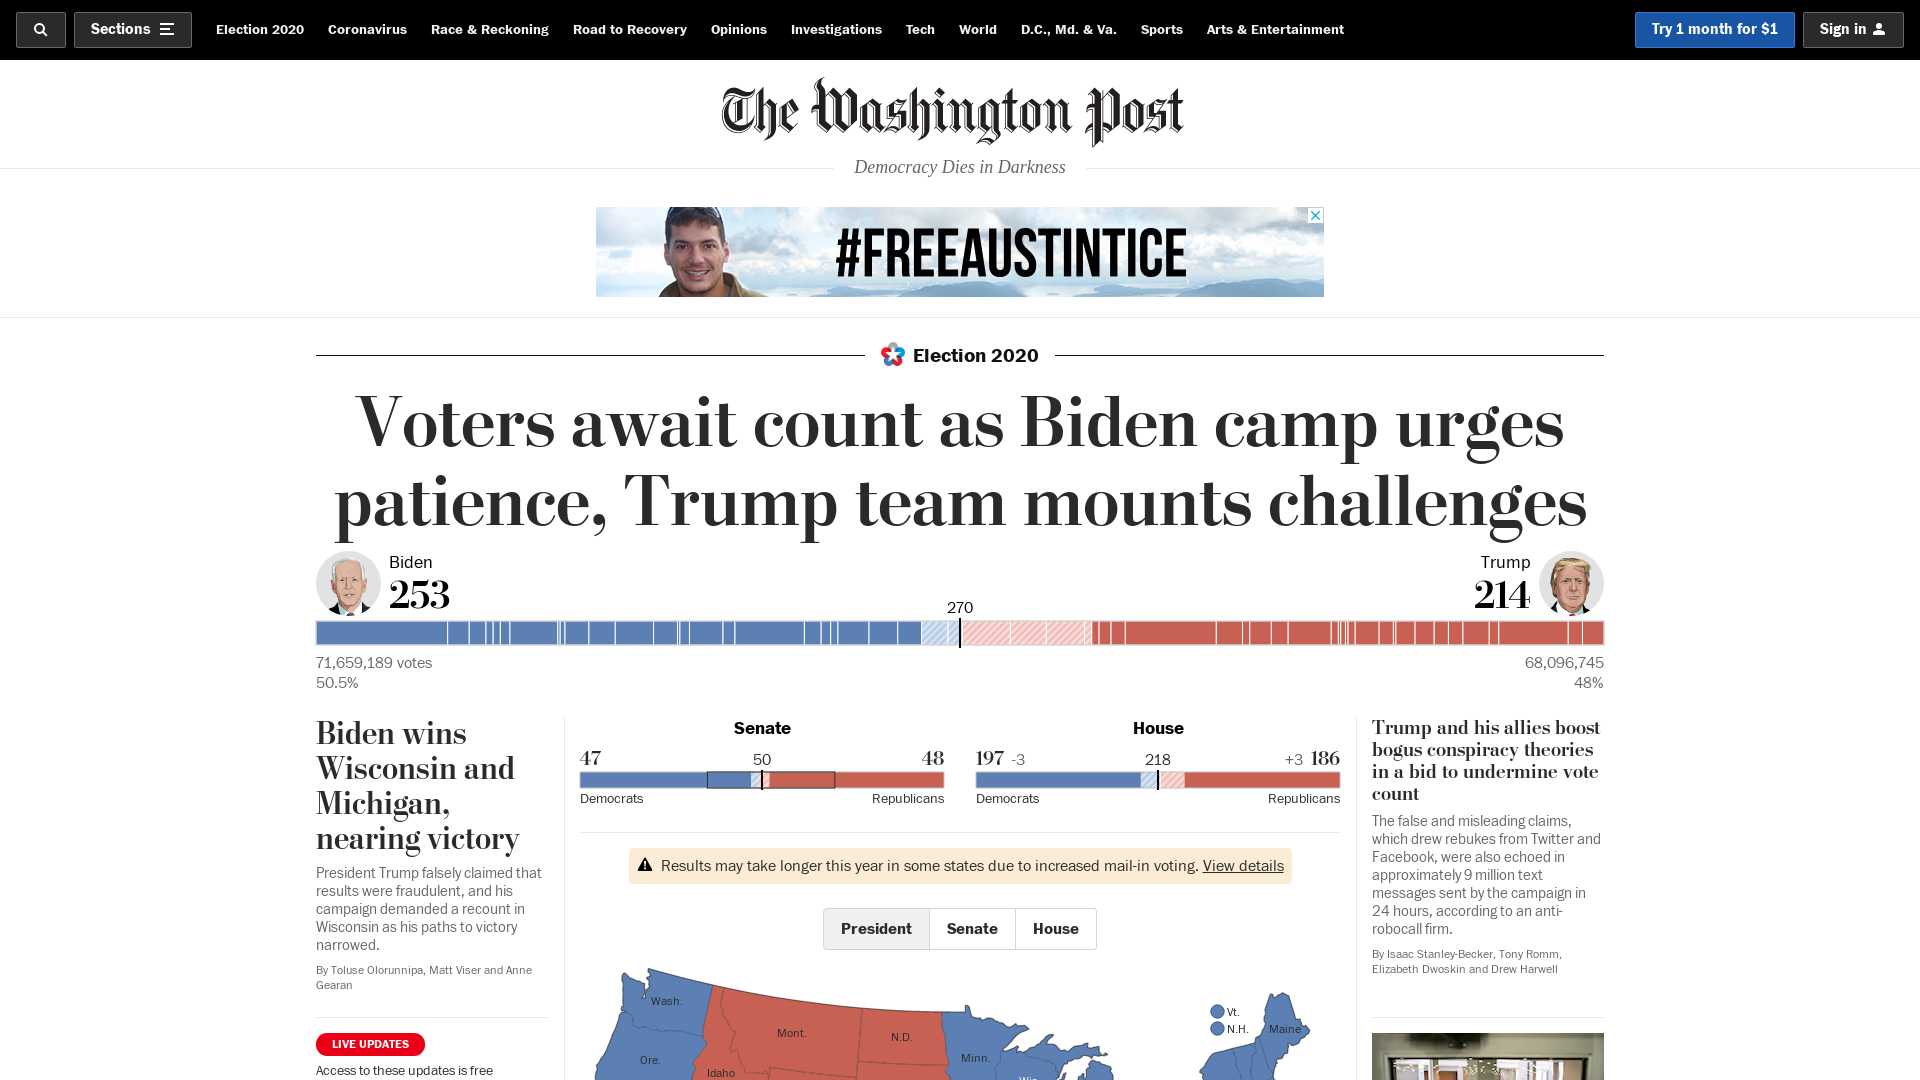 Sections
Election 2020
Coronavirus
Race & Reckoning
Road to Recovery
Opinions
Investigations
Tech
World
D.C., Md. & Va.
Sports
Arts & Entertainment
Try 1 month for $1
Sign in
The Washington Post
Democracy Dies in Darkness
#FREEAUSTINTICE
Election 2020
Voters await count as Biden camp urges
patience, Trump team mounts challenges
Biden
253
270
Trump
214
71,659,189 votes
50.5%
68,096,745
48%
Biden wins
Wisconsin and
Michigan,
nearing victory
President Trump falsely claimed that
results were fraudulent, and his
campaign demanded a recount in
Wisconsin as his paths to victory
narrowed.
By Toluse Olorunnipa, Matt Viser and Anne
Gearan
LIVE UPDATES
Access to these updates is free
Senate
47
50
48
Democrats
Republicans
House
197 -3
218
+3 186
Democrats
Republicans
Results may take longer this year in some states due to increased mail-in voting. View details
President
Senate
House
Wash.
Mont.
N.D.
Minn.
Ore.
Idaho
Wis.
Vt.
N.H.
Maine
Trump and his allies boost
bogus conspiracy theories
in a bid to undermine vote
count
The false and misleading claims,
which drew rebukes from Twitter and
Facebook, were also echoed in
approximately 9 million text
messages sent by the campaign in
24 hours, according to an anti-
robocall firm.
By Isaac Stanley-Becker, Tony Romm,
Elizabeth Dwoskin and Drew Harwell